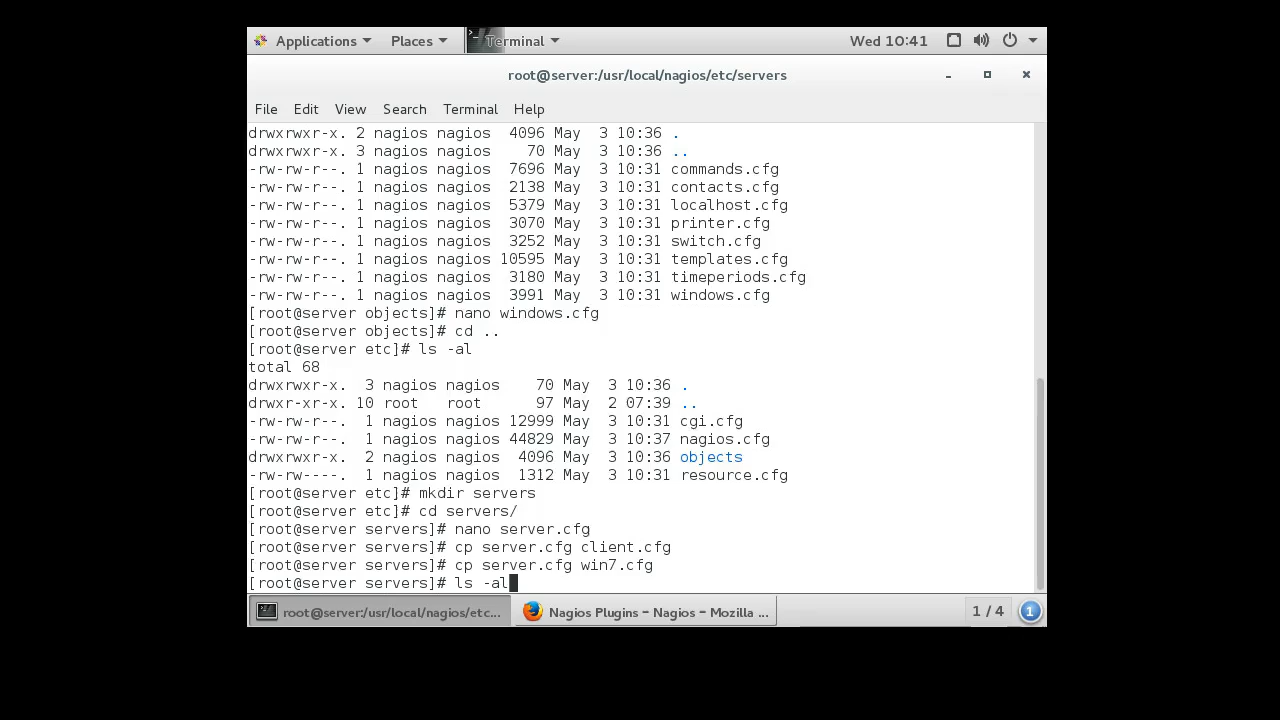 Applications Places Terminal Wed 10:41
root@server:/usr/local/nagios/etc/servers
File Edit View Search Terminal Help
drwxrwxr-x. 2 nagios nagios  4096 May  3 10:36 .
drwxrwxr-x. 3 nagios nagios    70 May  3 10:36 ..
-rw-rw-r--. 1 nagios nagios  7696 May  3 10:31 commands.cfg
-rw-rw-r--. 1 nagios nagios  2138 May  3 10:31 contacts.cfg
-rw-rw-r--. 1 nagios nagios  5379 May  3 10:31 localhost.cfg
-rw-rw-r--. 1 nagios nagios  3070 May  3 10:31 printer.cfg
-rw-rw-r--. 1 nagios nagios  3252 May  3 10:31 switch.cfg
-rw-rw-r--. 1 nagios nagios 10595 May  3 10:31 templates.cfg
-rw-rw-r--. 1 nagios nagios  3180 May  3 10:31 timeperiods.cfg
-rw-rw-r--. 1 nagios nagios  3991 May  3 10:31 windows.cfg
[root@server objects]# nano windows.cfg
[root@server objects]# cd ..
[root@server etc]# ls -al
total 68
drwxrwxr-x.  3 nagios nagios    70 May  3 10:36 .
drwxr-xr-x. 10 root   root      97 May  2 07:39 ..
-rw-rw-r--.  1 nagios nagios 12999 May  3 10:31 cgi.cfg
-rw-rw-r--.  1 nagios nagios 44829 May  3 10:37 nagios.cfg
drwxrwxr-x.  2 nagios nagios  4096 May  3 10:36 objects
-rw-rw----.  1 nagios nagios  1312 May  3 10:31 resource.cfg
[root@server etc]# mkdir servers
[root@server etc]# cd servers/
[root@server servers]# nano server.cfg
[root@server servers]# cp server.cfg client.cfg
[root@server servers]# cp server.cfg win7.cfg
[root@server servers]# ls -al
root@server:/usr/local/nagios/etc... Nagios Plugins - Nagios - Mozilla ... 1 / 4 1